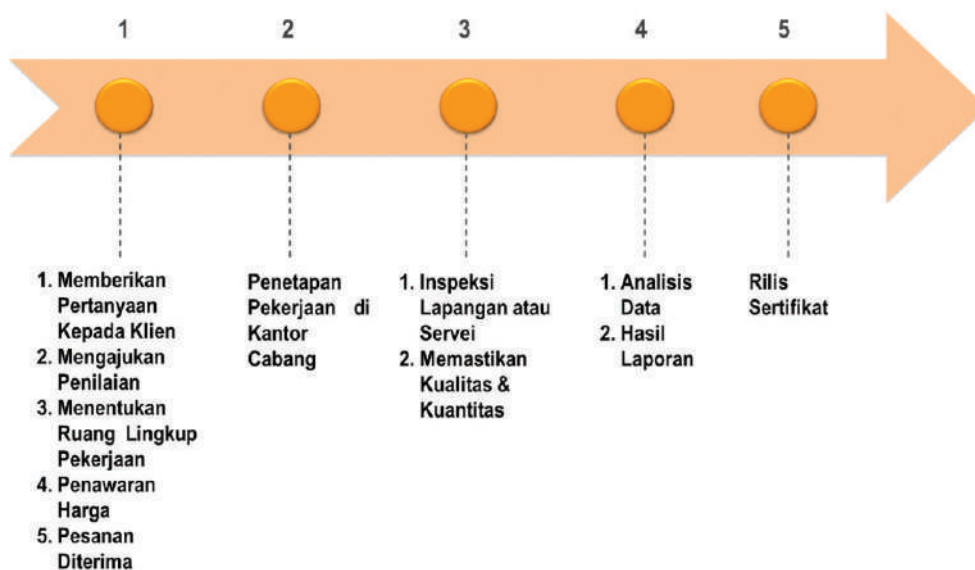 1
2
3
4
5
1. Memberikan
Pertanyaan
Kepada Klien
2. Mengajukan
Penilaian
3. Menentukan
Ruang Lingkup
Pekerjaan
4. Penawaran
Harga
5. Pesanan
Diterima
Penetapan
Pekerjaan di
Kantor
Cabang
1. Inspeksi
Lapangan atau
Servei
2. Memastikan
Kualitas &
Kuantitas
1. Analisis
Data
2. Hasil
Laporan
Rilis
Sertifikat